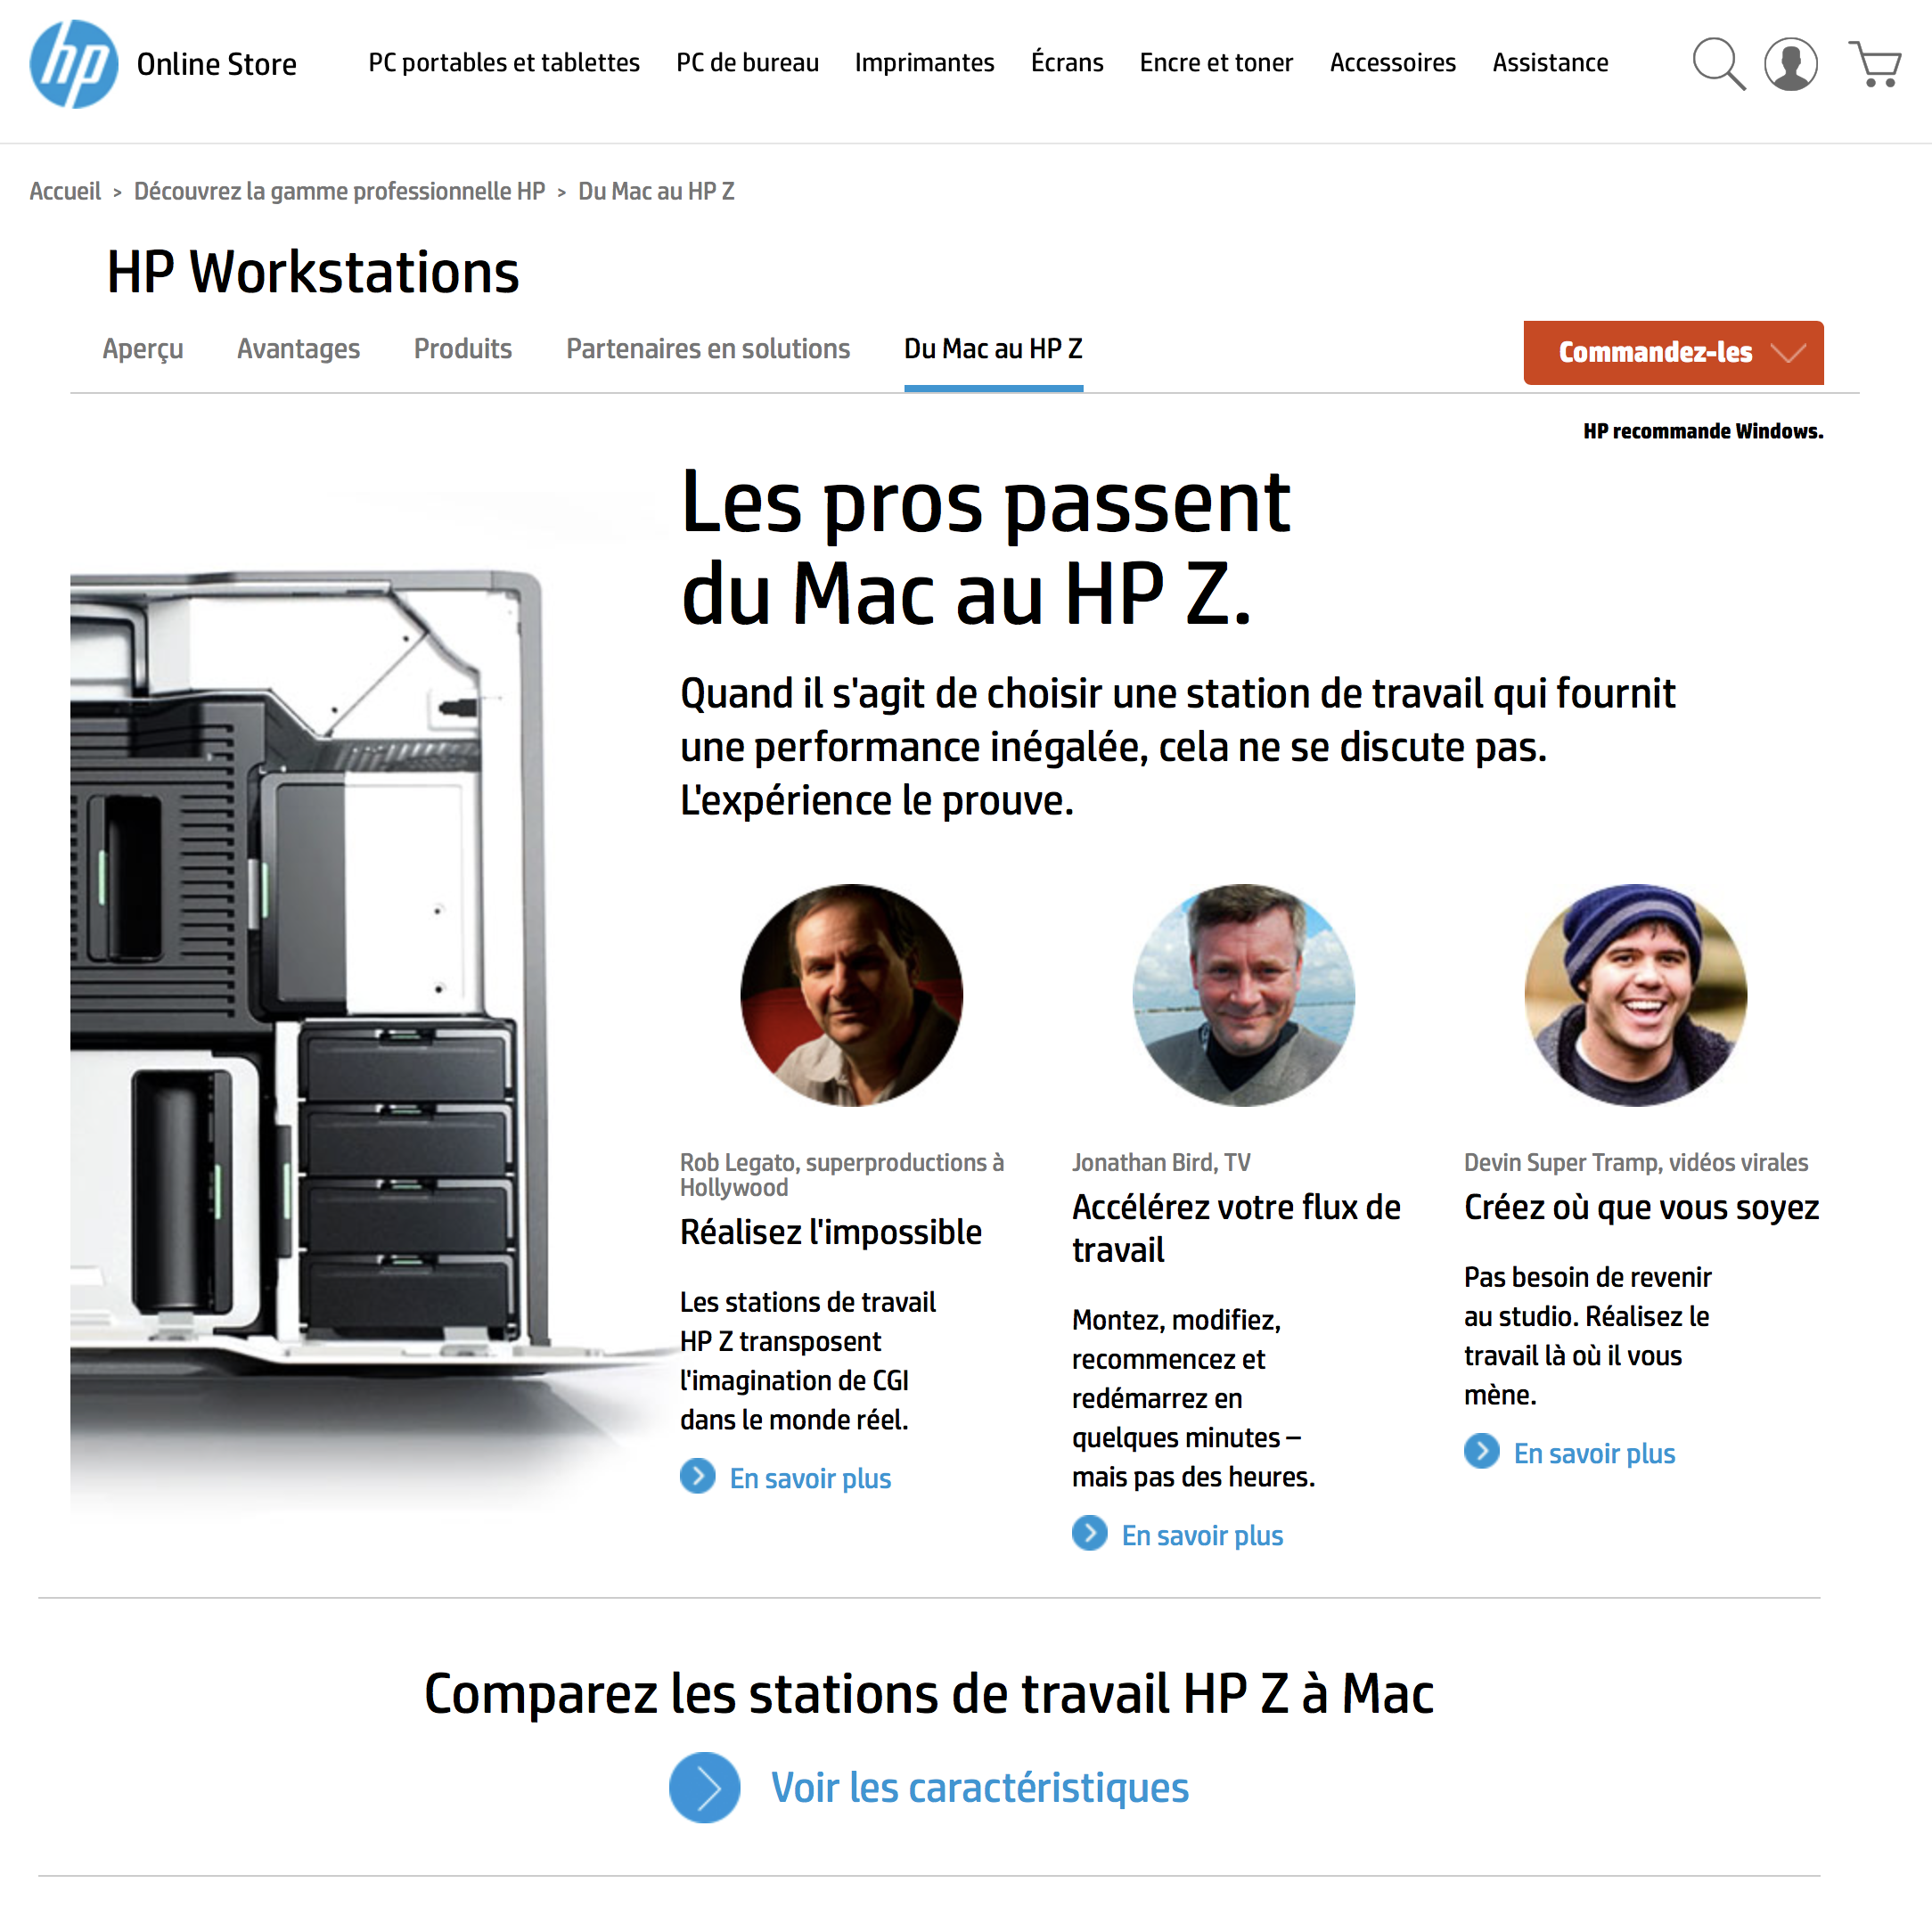 hp
Online Store
PC portables et tablettes
PC de bureau
Imprimantes
Écrans
Encre et toner
Accessoires
Assistance
Accueil > Découvrez la gamme professionnelle HP > Du Mac au HP Z
HP Workstations
Aperçu
Avantages
Produits
Partenaires en solutions
Du Mac au HP Z
Commandez-les
HP recommande Windows.
Les pros passent
du Mac au HP Z.
Quand il s'agit de choisir une station de travail qui fournit
une performance inégalée, cela ne se discute pas.
L'expérience le prouve.
Rob Legato, superproductions à
Hollywood
Réalisez l'impossible
Les stations de travail
HP Z transposent
l'imagination de CGI
dans le monde réel.
En savoir plus
Jonathan Bird, TV
Accélérez votre flux de
travail
Montez, modifiez,
recommencez et
redémarrez en
quelques minutes –
mais pas des heures.
En savoir plus
Devin Super Tramp, vidéos virales
Créez où que vous soyez
Pas besoin de revenir
au studio. Réalisez le
travail là où il vous
mène.
En savoir plus
Comparez les stations de travail HP Z à Mac
Voir les caractéristiques